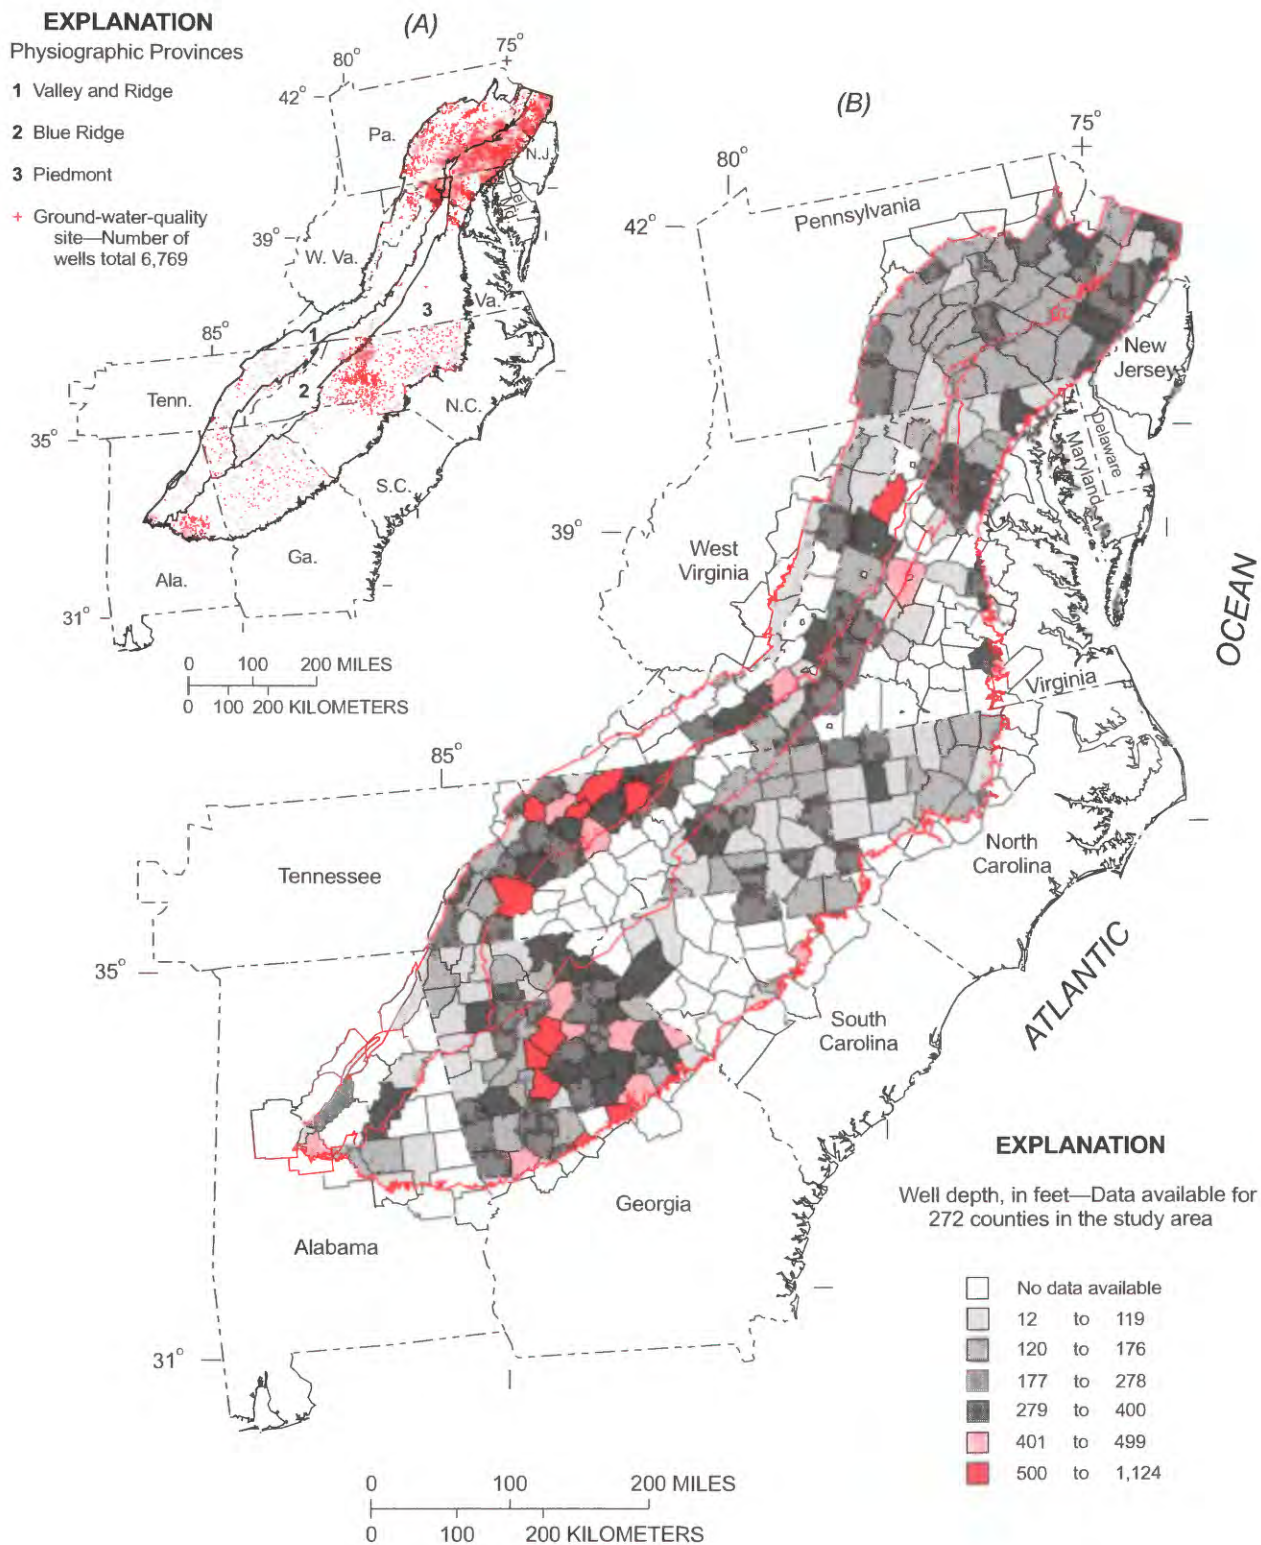 EXPLANATION
Physiographic Provinces
1 Valley and Ridge
2 Blue Ridge
3 Piedmont
+ Ground-water-quality
site—Number of
wells total 6,769
(A)
80°
75°
42°
Pa.
N.J.
Del.
Md.
39°
W. Va.
Va.
3
85°
1
2
Tenn.
N.C.
35°
S.C.
Ga.
Ala.
31°
0 100 200 MILES
0 100 200 KILOMETERS
(B)
75°
80°
Pennsylvania
42°
New
Jersey
Delaware
Maryland
39°
West
Virginia
OCEAN
Virginia
85°
North
Carolina
Tennessee
ATLANTIC
35°
South
Carolina
Georgia
Alabama
31°
0 100 200 MILES
0 100 200 KILOMETERS
EXPLANATION
Well depth, in feet—Data available for
272 counties in the study area
No data available
12 to 119
120 to 176
177 to 278
279 to 400
401 to 499
500 to 1,124